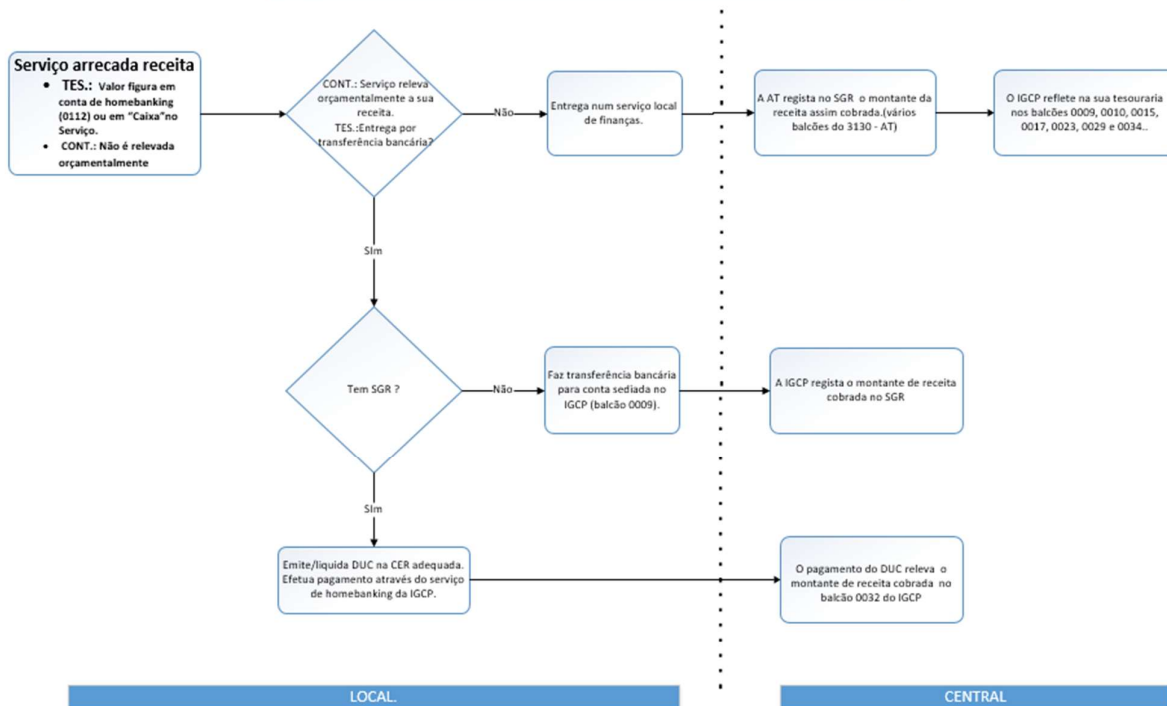 Serviço arrecada receita
• TES.: Valor figura em
conta de homebanking
(0112) ou em “Caixa”no
Serviço.
• CONT.: Não é relevada
orçamentalmente
CONT.: Serviço releva
orçamentalmente a sua
receita.
TES.:Entrega por
transferência bancária?
Não
Entrega num serviço local
de finanças.
A AT regista no SGR o montante da
receita assim cobrada.(vários
balcões do 3130 - AT)
O IGCP reflete na sua tesouraria
nos balcões 0009, 0010, 0015,
0017, 0023, 0029 e 0034..
SIm
Tem SGR ?
Não
Faz transferência bancária
para conta sediada no
IGCP (balcão 0009).
A IGCP regista o montante de receita
cobrada no SGR
SIm
Emite/liquida DUC na CER adequada.
Efetua pagamento através do serviço
de homebanking da IGCP.
O pagamento do DUC releva o
montante de receita cobrada no
balcão 0032 do IGCP
LOCAL.
CENTRAL